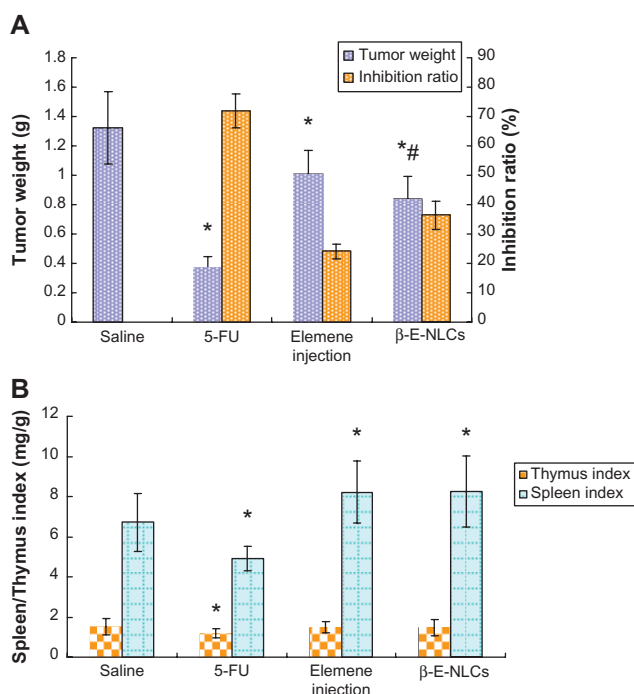 A
Tumor weight
Inhibition ratio
Tumor weight (g)
1.8
1.6
1.4
1.2
1
0.8
0.6
0.4
0.2
0
*
*
*#
90
80
70
60
50
40
30
20
10
0
Inhibition ratio (%)
Saline
5-FU
Elemene
injection
β-E-NLCs
B
Spleen/Thymus index (mg/g)
12
10
8
6
4
2
0
*
*
*
*
Thymus index
Spleen index
Saline
5-FU
Elemene
injection
β-E-NLCs